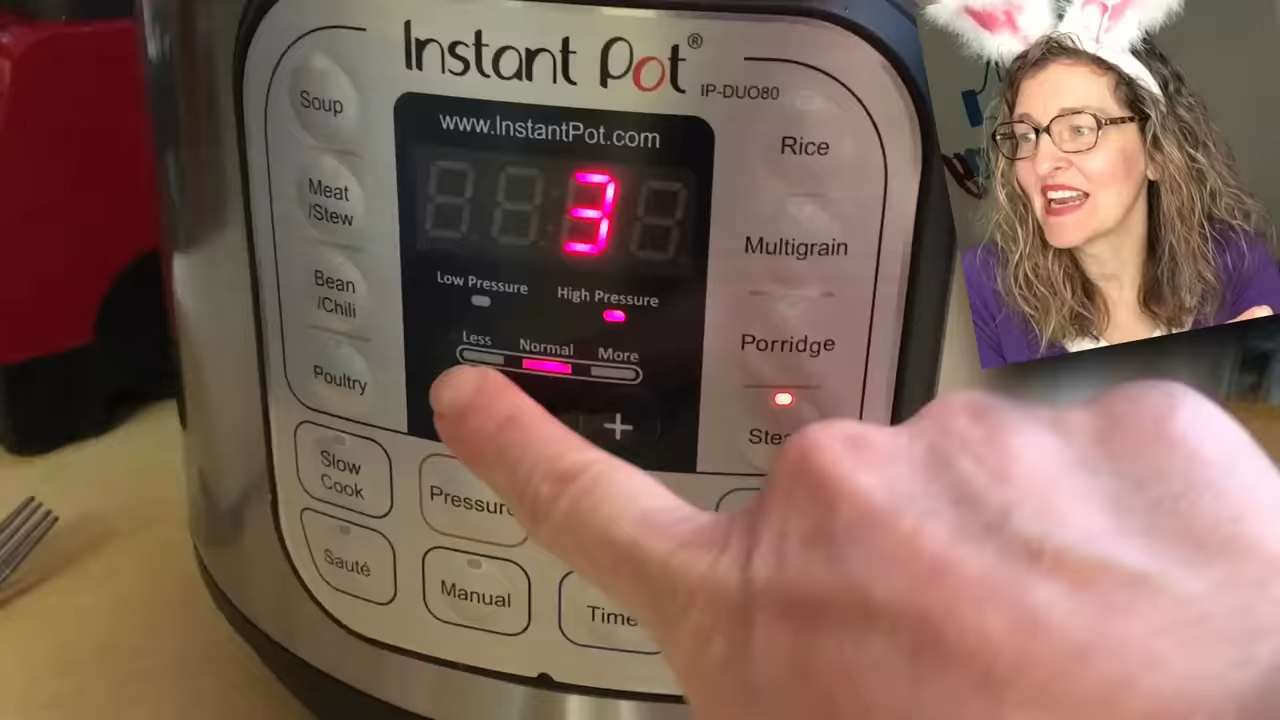 Instant Pot®
IP-DUO80
www.InstantPot.com
3
Soup
Meat
/Stew
Bean
/Chili
Poultry
Low Pressure
High Pressure
Less
Normal
More
+
Rice
Multigrain
Porridge
Slow
Cook
Sauté
Manual